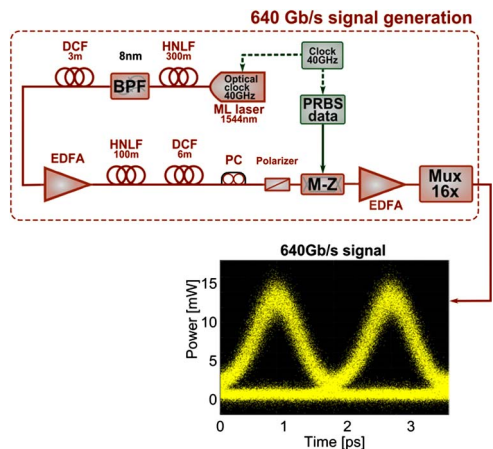 640 Gb/s signal generation
DCF
3m
8nm
BPF
HNLF
300m
Optical
clock
40GHz
ML laser
1544nm
Clock
40GHz
PRBS
data
EDFA
HNLF
100m
DCF
6m
PC
Polarizer
M-Z
EDFA
Mux
16x
640Gb/s signal
Power [mW]
15
10
5
0
0 1 2 3
Time [ps]